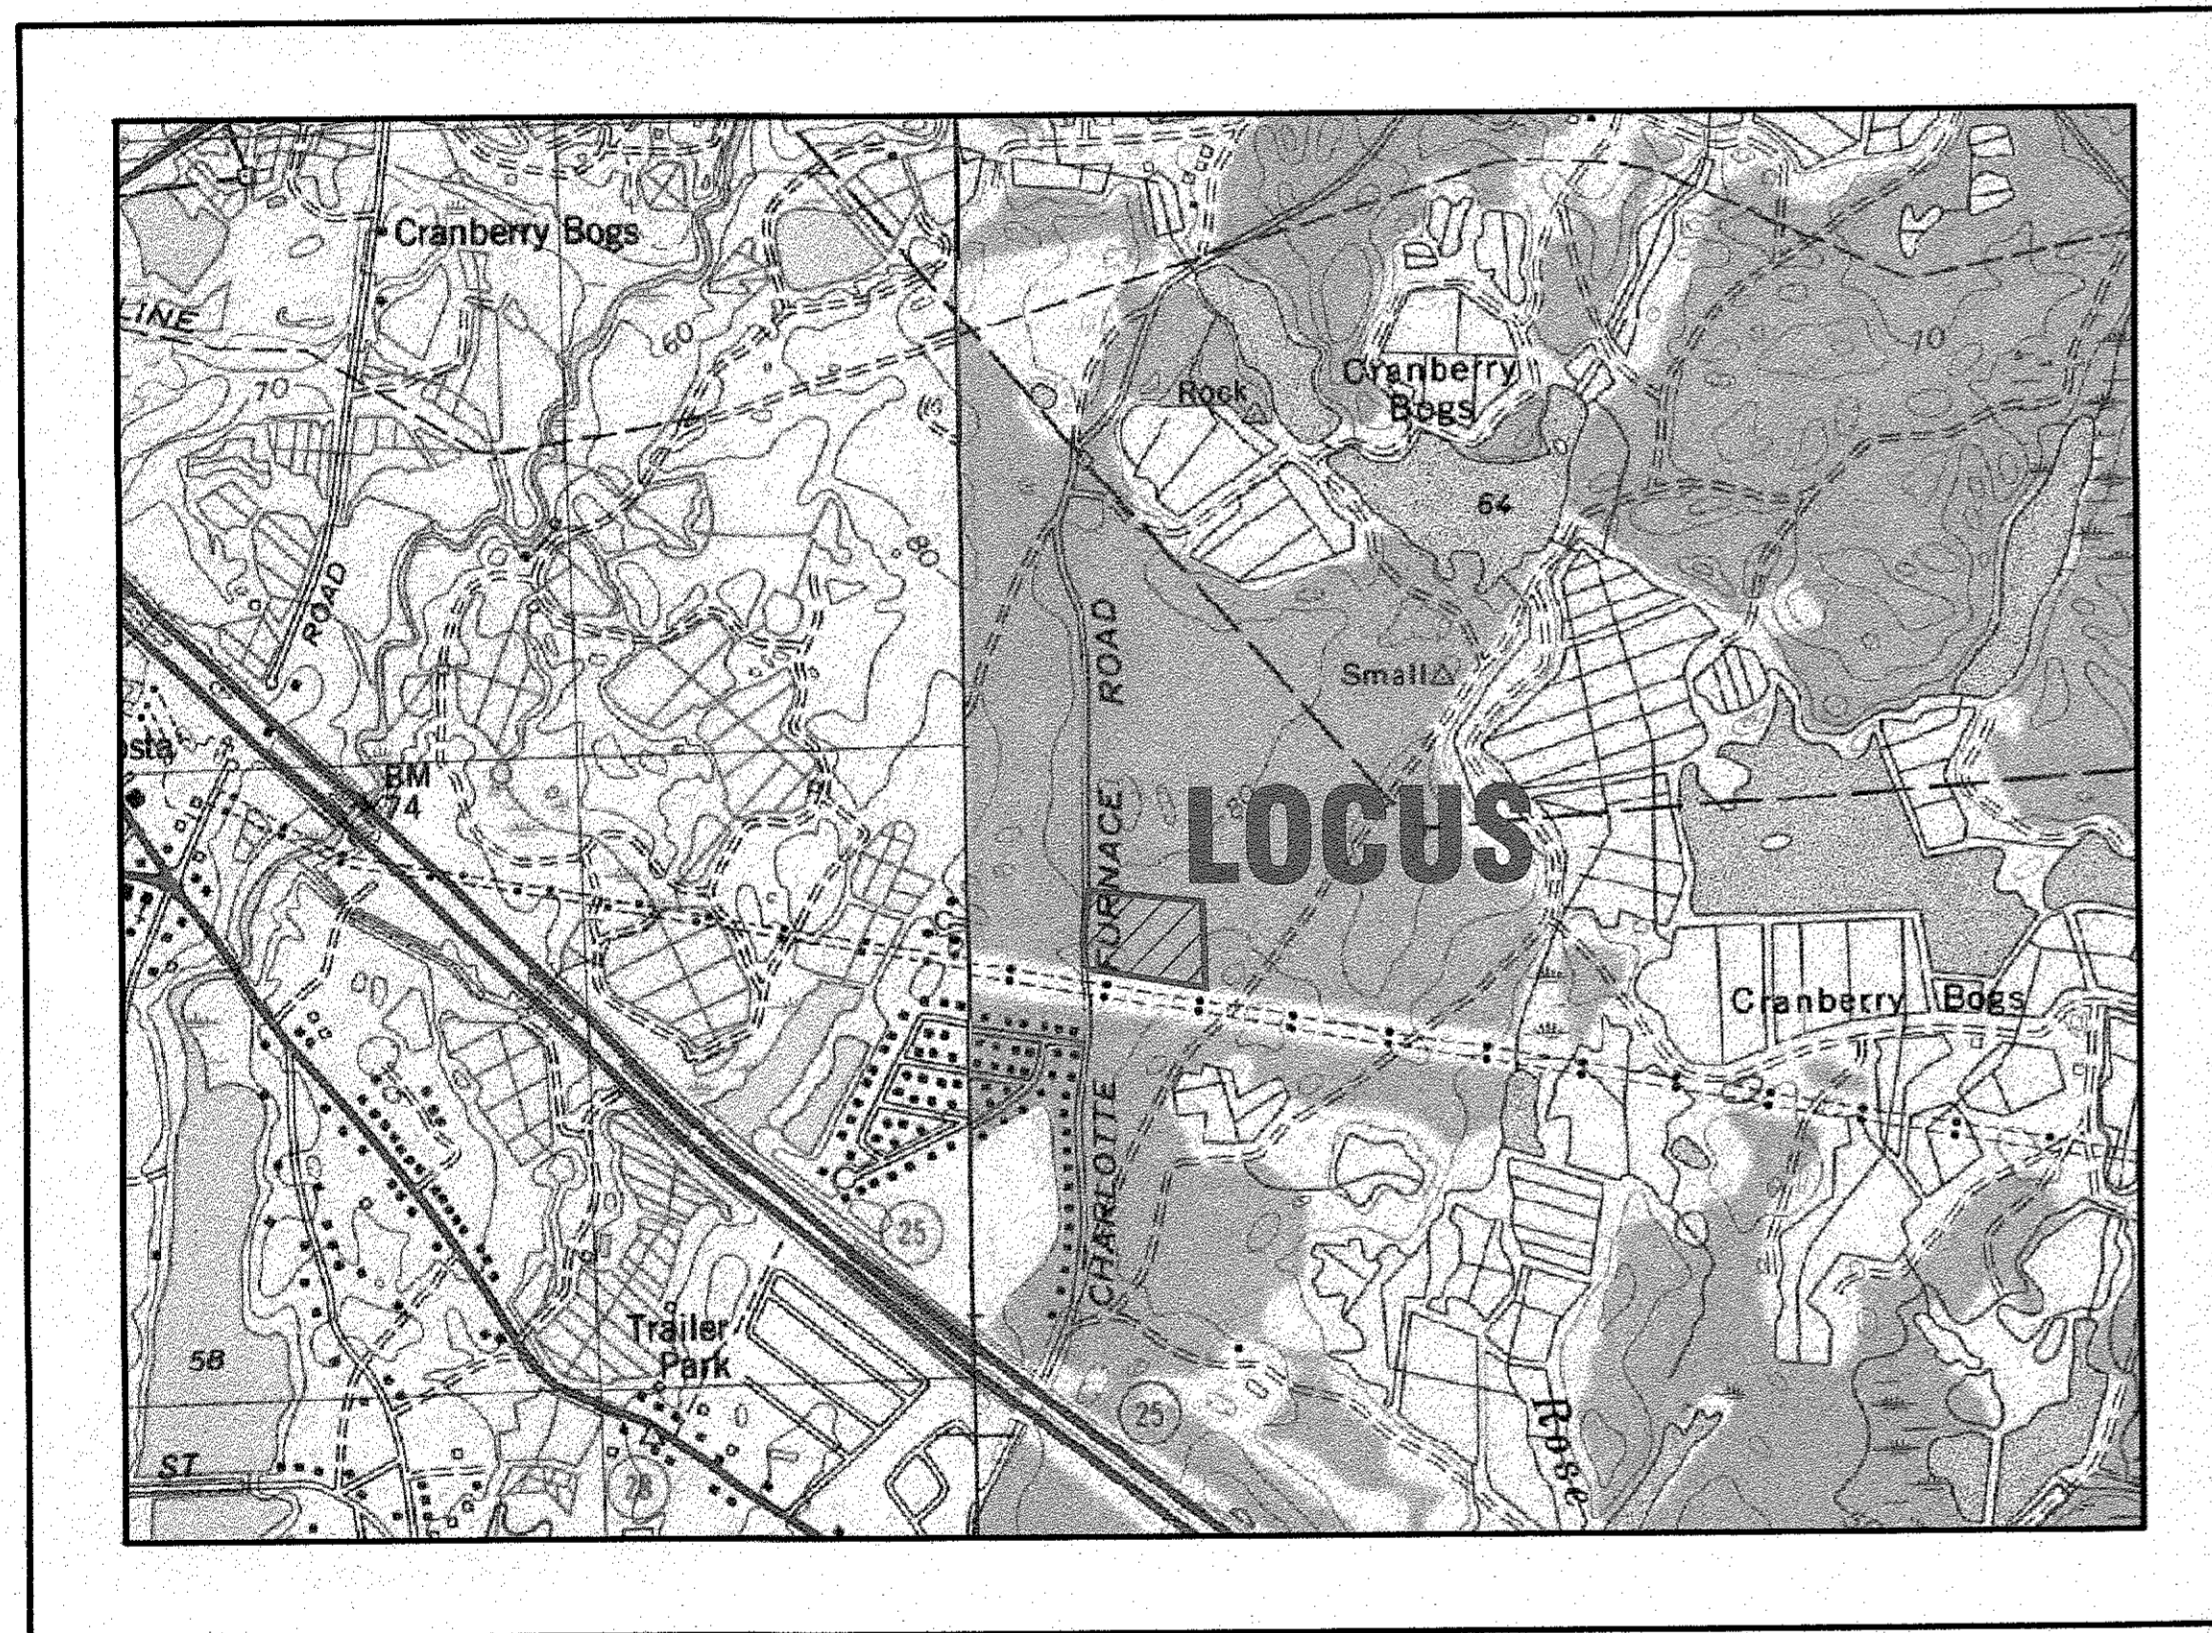 Cranberry Bogs
LINE
60
70
Rock
Cranberry
Bogs
70
64
80
ROAD
ROAD
Small
BM
74
LOCUS
CHARLOTTE FURNACE
Cranberry Bogs
25
Trailer
Park
58
25
Rose
ST
28